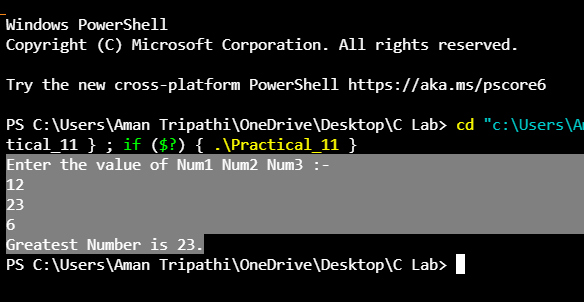 Windows PowerShell
Copyright (C) Microsoft Corporation. All rights reserved.
Try the new cross-platform PowerShell https://aka.ms/pscore6
PS C:\Users\Aman Tripathi\OneDrive\Desktop\C Lab> cd "c:\Users\A
tical_11 } ; if ($?) { .\Practical_11 }
Enter the value of Num1 Num2 Num3 :-
12
23
6
Greatest Number is 23.
PS C:\Users\Aman Tripathi\OneDrive\Desktop\C Lab>